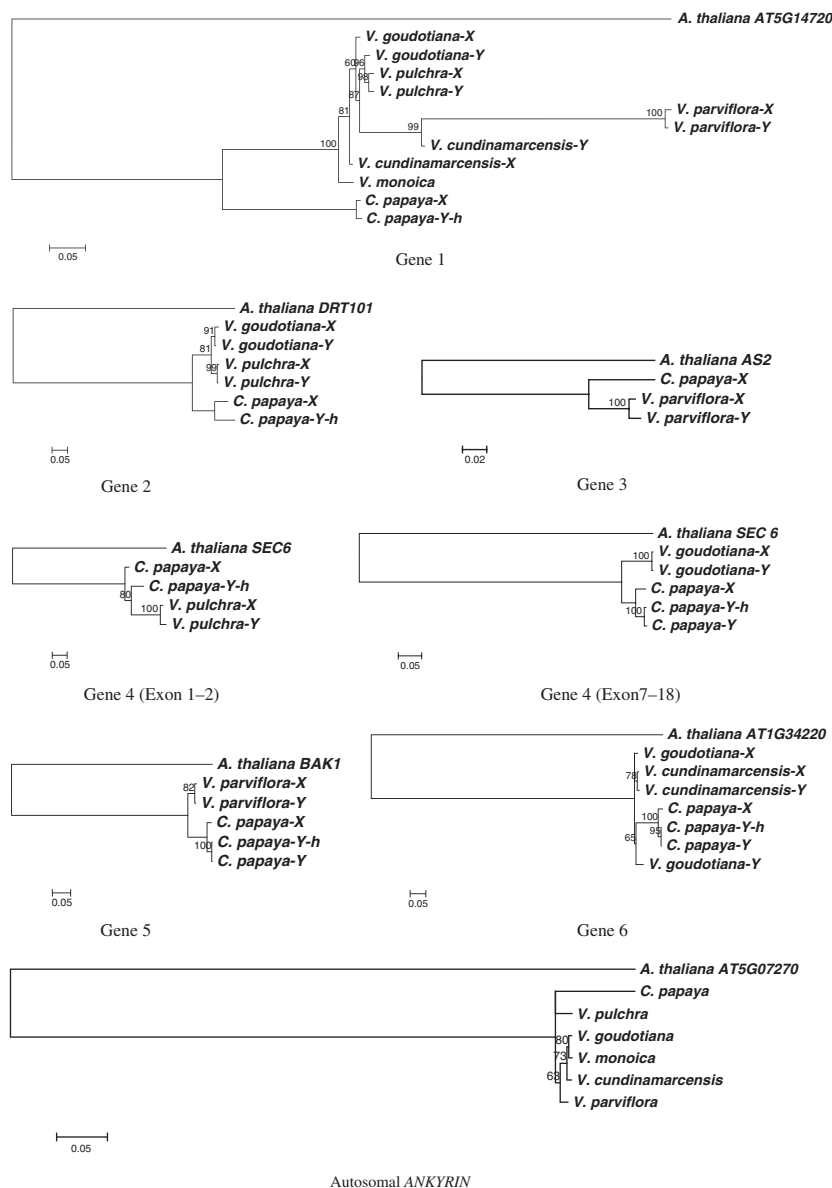 A. thaliana AT5G14720
V. goudotiana-X
60
96
V. goudotiana-Y
V. pulchra-X
98
V. pulchra-Y
87
81
100
V. parviflora-X
V. parviflora-Y
99
V. cundinamarcensis-Y
100
V. cundinamarcensis-X
V. monoica
C. papaya-X
C. papaya-Y-h
0.05
Gene 1
A. thaliana DRT101
91
V. goudotiana-X
V. goudotiana-Y
81
V. pulchra-X
99
V. pulchra-Y
C. papaya-X
C. papaya-Y-h
0.05
Gene 2
A. thaliana AS2
C. papaya-X
100
V. parviflora-X
V. parviflora-Y
0.02
Gene 3
A. thaliana SEC6
C. papaya-X
C. papaya-Y-h
80
100
V. pulchra-X
V. pulchra-Y
0.05
Gene 4 (Exon 1–2)
A. thaliana SEC 6
100
V. goudotiana-X
V. goudotiana-Y
C. papaya-X
100
C. papaya-Y-h
C. papaya-Y
0.05
Gene 4 (Exon7–18)
A. thaliana BAK1
82
V. parviflora-X
V. parviflora-Y
C. papaya-X
100
C. papaya-Y-h
C. papaya-Y
0.05
Gene 5
A. thaliana AT1G34220
V. goudotiana-X
78
V. cundinamarcensis-X
V. cundinamarcensis-Y
C. papaya-X
100
95
C. papaya-Y-h
65
C. papaya-Y
V. goudotiana-Y
0.05
Gene 6
A. thaliana AT5G07270
C. papaya
V. pulchra
80
V. goudotiana
73
V. monoica
63
V. cundinamarcensis
V. parviflora
0.05
Autosomal ANKYRIN